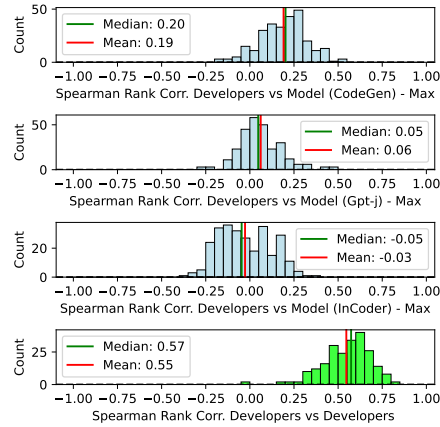 50
0
Count
Median: 0.20
Mean: 0.19
−1.00 −0.75 −0.50 −0.25 0.00 0.25 0.50 0.75 1.00
Spearman Rank Corr. Developers vs Model (CodeGen) - Max
50
0
Count
Median: 0.05
Mean: 0.06
−1.00 −0.75 −0.50 −0.25 0.00 0.25 0.50 0.75 1.00
Spearman Rank Corr. Developers vs Model (Gpt-j) - Max
20
0
Count
Median: -0.05
Mean: -0.03
−1.00 −0.75 −0.50 −0.25 0.00 0.25 0.50 0.75 1.00
Spearman Rank Corr. Developers vs Model (InCoder) - Max
25
0
Count
Median: 0.57
Mean: 0.55
−1.00 −0.75 −0.50 −0.25 0.00 0.25 0.50 0.75 1.00
Spearman Rank Corr. Developers vs Developers